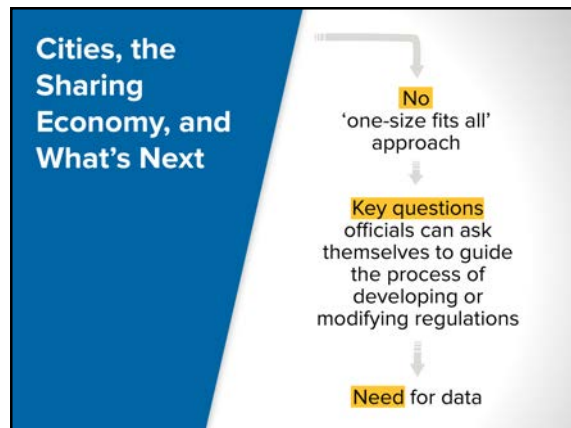 Cities, the
Sharing
Economy, and
What’s Next
No
‘one-size fits all’
approach
Key questions
officials can ask
themselves to guide
the process of
developing or
modifying regulations
Need for data